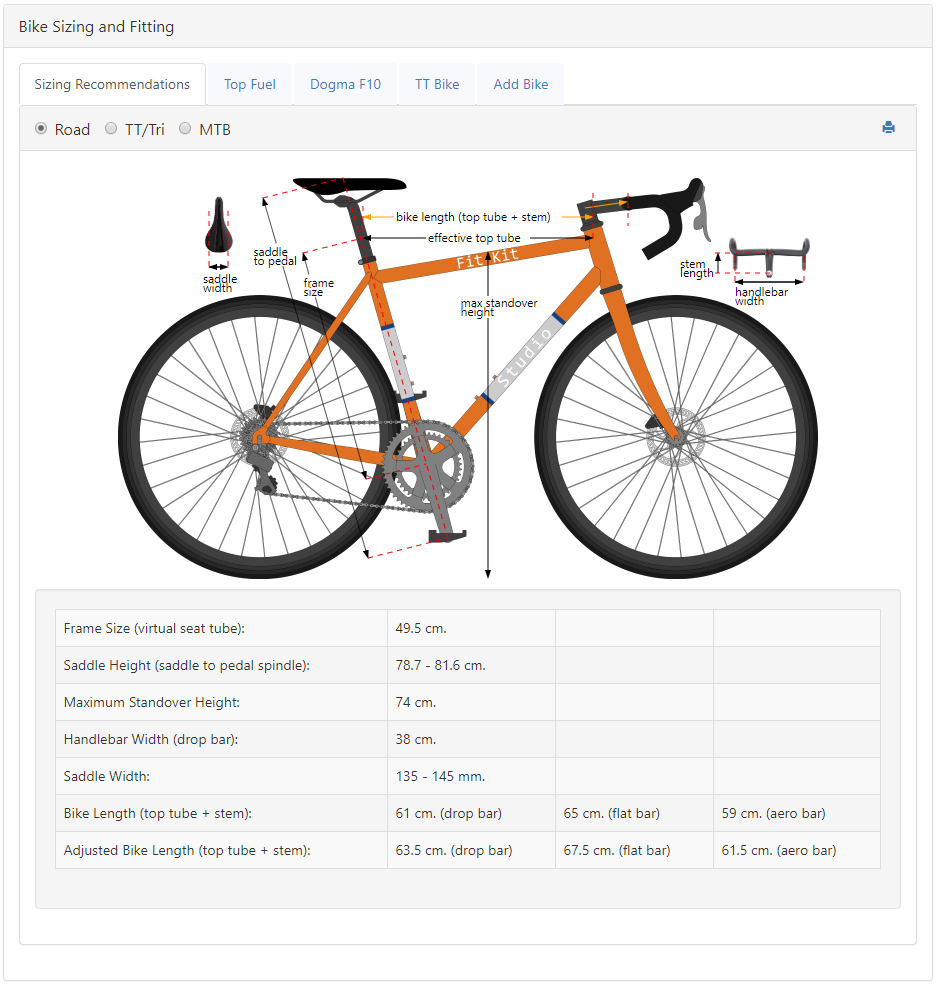 Bike Sizing and Fitting
Sizing Recommendations Top Fuel Dogma F10 TT Bike Add Bike
Road TT/Tri MTB
bike length (top tube + stem)
effective top tube
saddle
to pedal
Fit Kit
stem
length
saddle
width
frame
size
handlebar
width
max standover
height
Studio
Frame Size (virtual seat tube): 49.5 cm.
Saddle Height (saddle to pedal spindle): 78.7 - 81.6 cm.
Maximum Standover Height: 74 cm.
Handlebar Width (drop bar): 38 cm.
Saddle Width: 135 - 145 mm.
Bike Length (top tube + stem): 61 cm. (drop bar) 65 cm. (flat bar) 59 cm. (aero bar)
Adjusted Bike Length (top tube + stem): 63.5 cm. (drop bar) 67.5 cm. (flat bar) 61.5 cm. (aero bar)